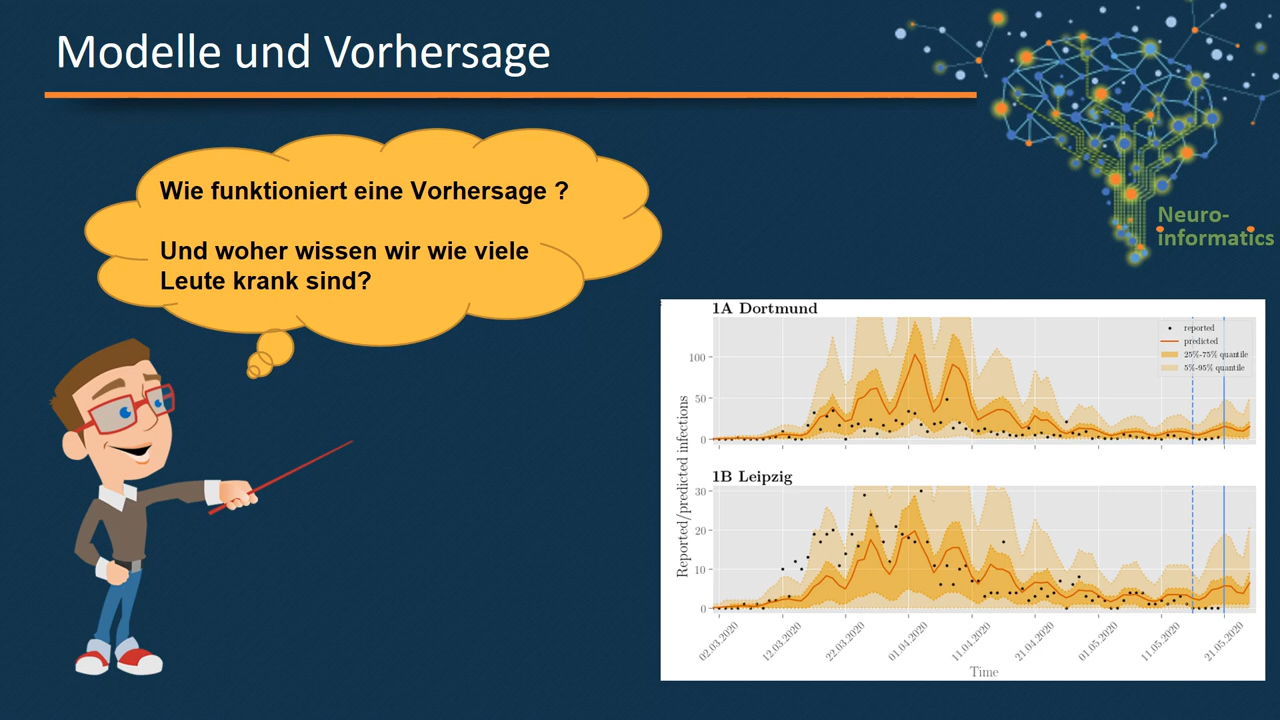 Modelle und Vorhersage
Wie funktioniert eine Vorhersage ?
Und woher wissen wir wie viele
Leute krank sind?
Neuro-
informatics
1A Dortmund
reported
predicted
25%-75% quantile
5%-95% quantile
100
50
0
Reported/predicted infections
1B Leipzig
30
20
10
0
02.03.2020
12.03.2020
22.03.2020
01.04.2020
11.04.2020
21.04.2020
01.05.2020
11.05.2020
21.05.2020
Time